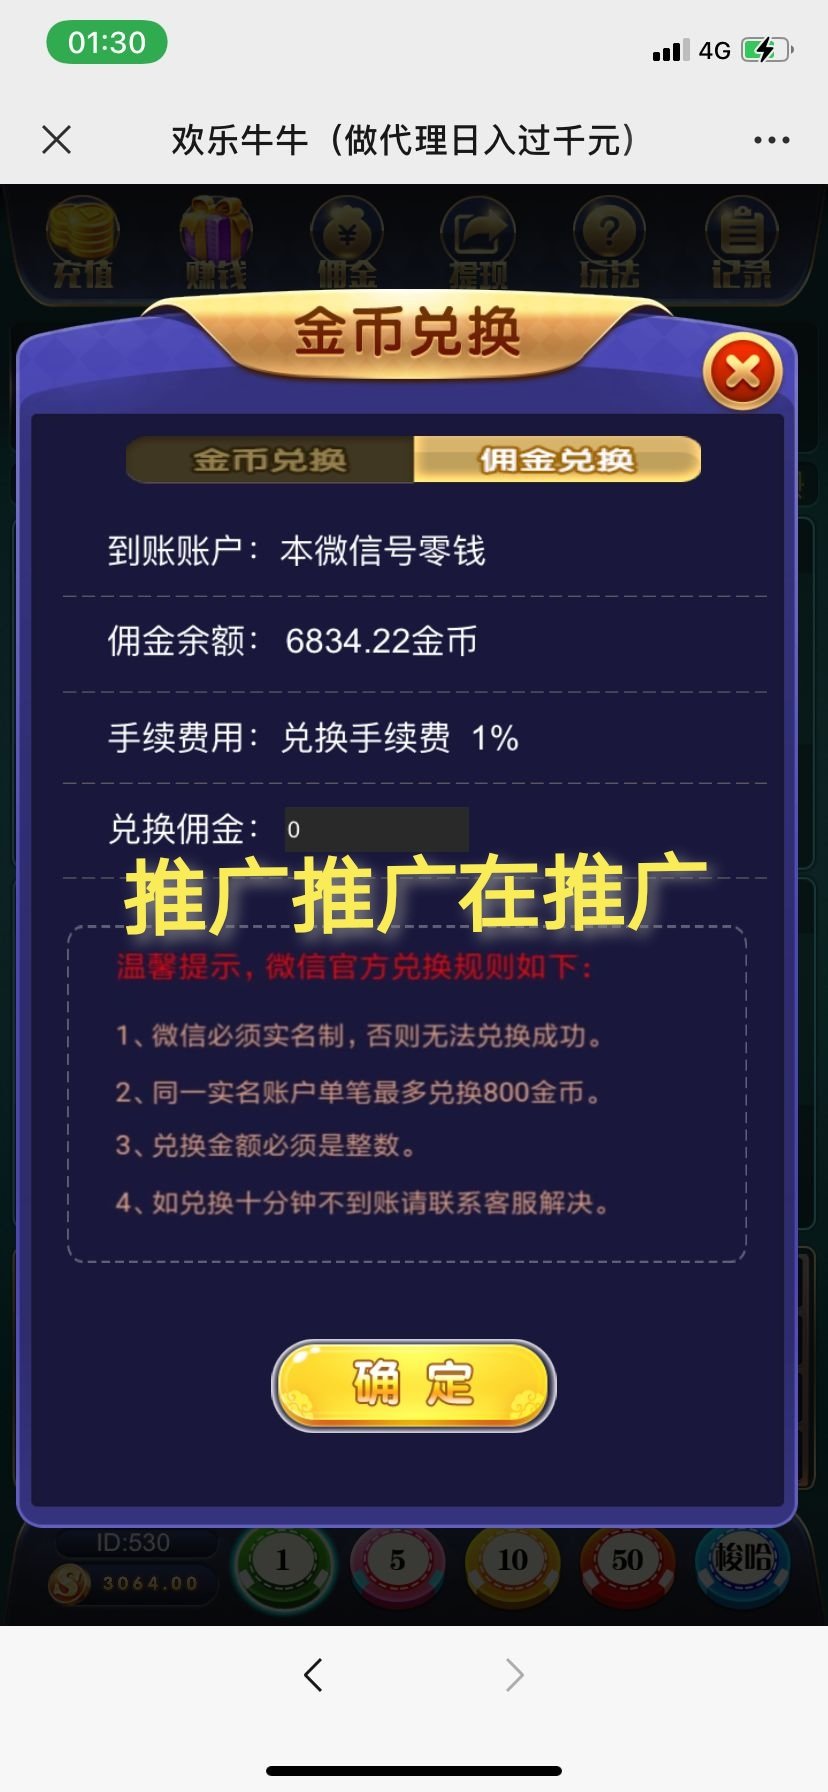 01:30
4G
欢乐牛牛（做代理日入过千元）
充值 赚钱 佣金 提现 玩法 记录
金币兑换
金币兑换 佣金兑换
到账账户：本微信号零钱
佣金余额：6834.22金币
手续费用：兑换手续费 1%
兑换佣金：0
推广推广在推广
温馨提示，微信官方兑换规则如下：
1、微信必须实名制，否则无法兑换成功。
2、同一实名账户单笔最多兑换800金币。
3、兑换金额必须是整数。
4、如兑换十分钟不到账请联系客服解决。
确定
ID:530
3064.00
1 5 10 50 梭哈